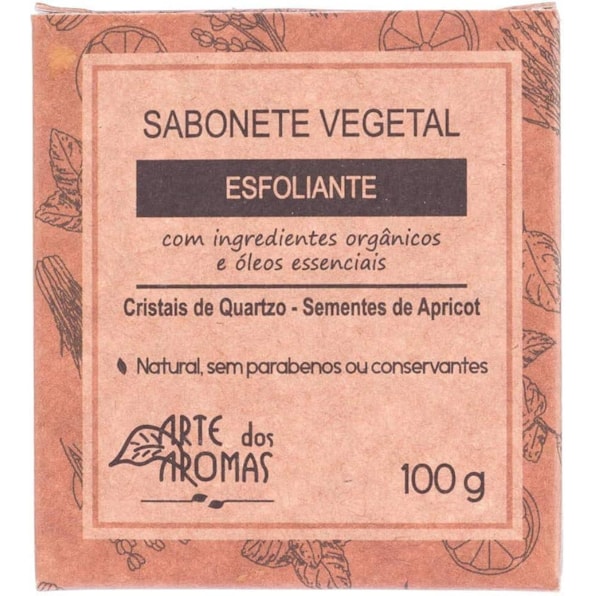 SABONETE VEGETAL
ESFOLIANTE
com ingredientes orgânicos
e óleos essenciais
Cristais de Quartzo - Sementes de Apricot
Natural, sem parabenos ou conservantes
ARTE dos
AROMAS
100 g